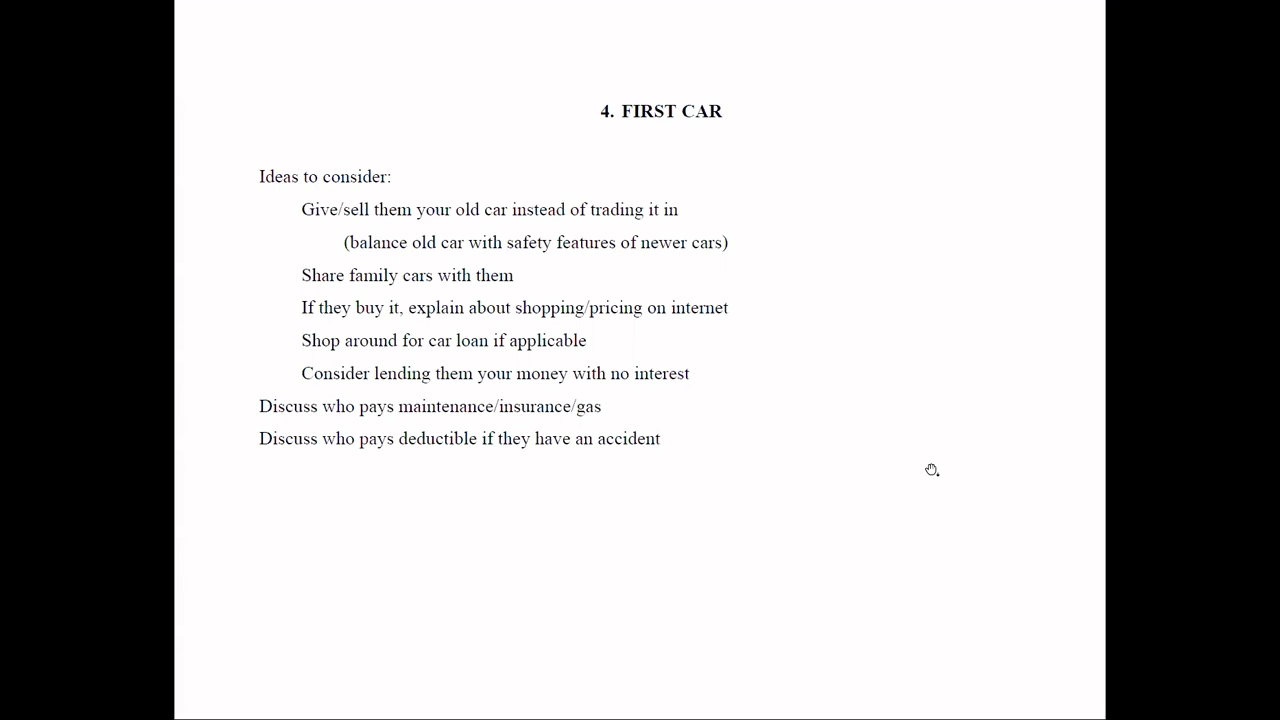 4. FIRST CAR
Ideas to consider:
Give/sell them your old car instead of trading it in
(balance old car with safety features of newer cars)
Share family cars with them
If they buy it, explain about shopping/pricing on internet
Shop around for car loan if applicable
Consider lending them your money with no interest
Discuss who pays maintenance/insurance/gas
Discuss who pays deductible if they have an accident